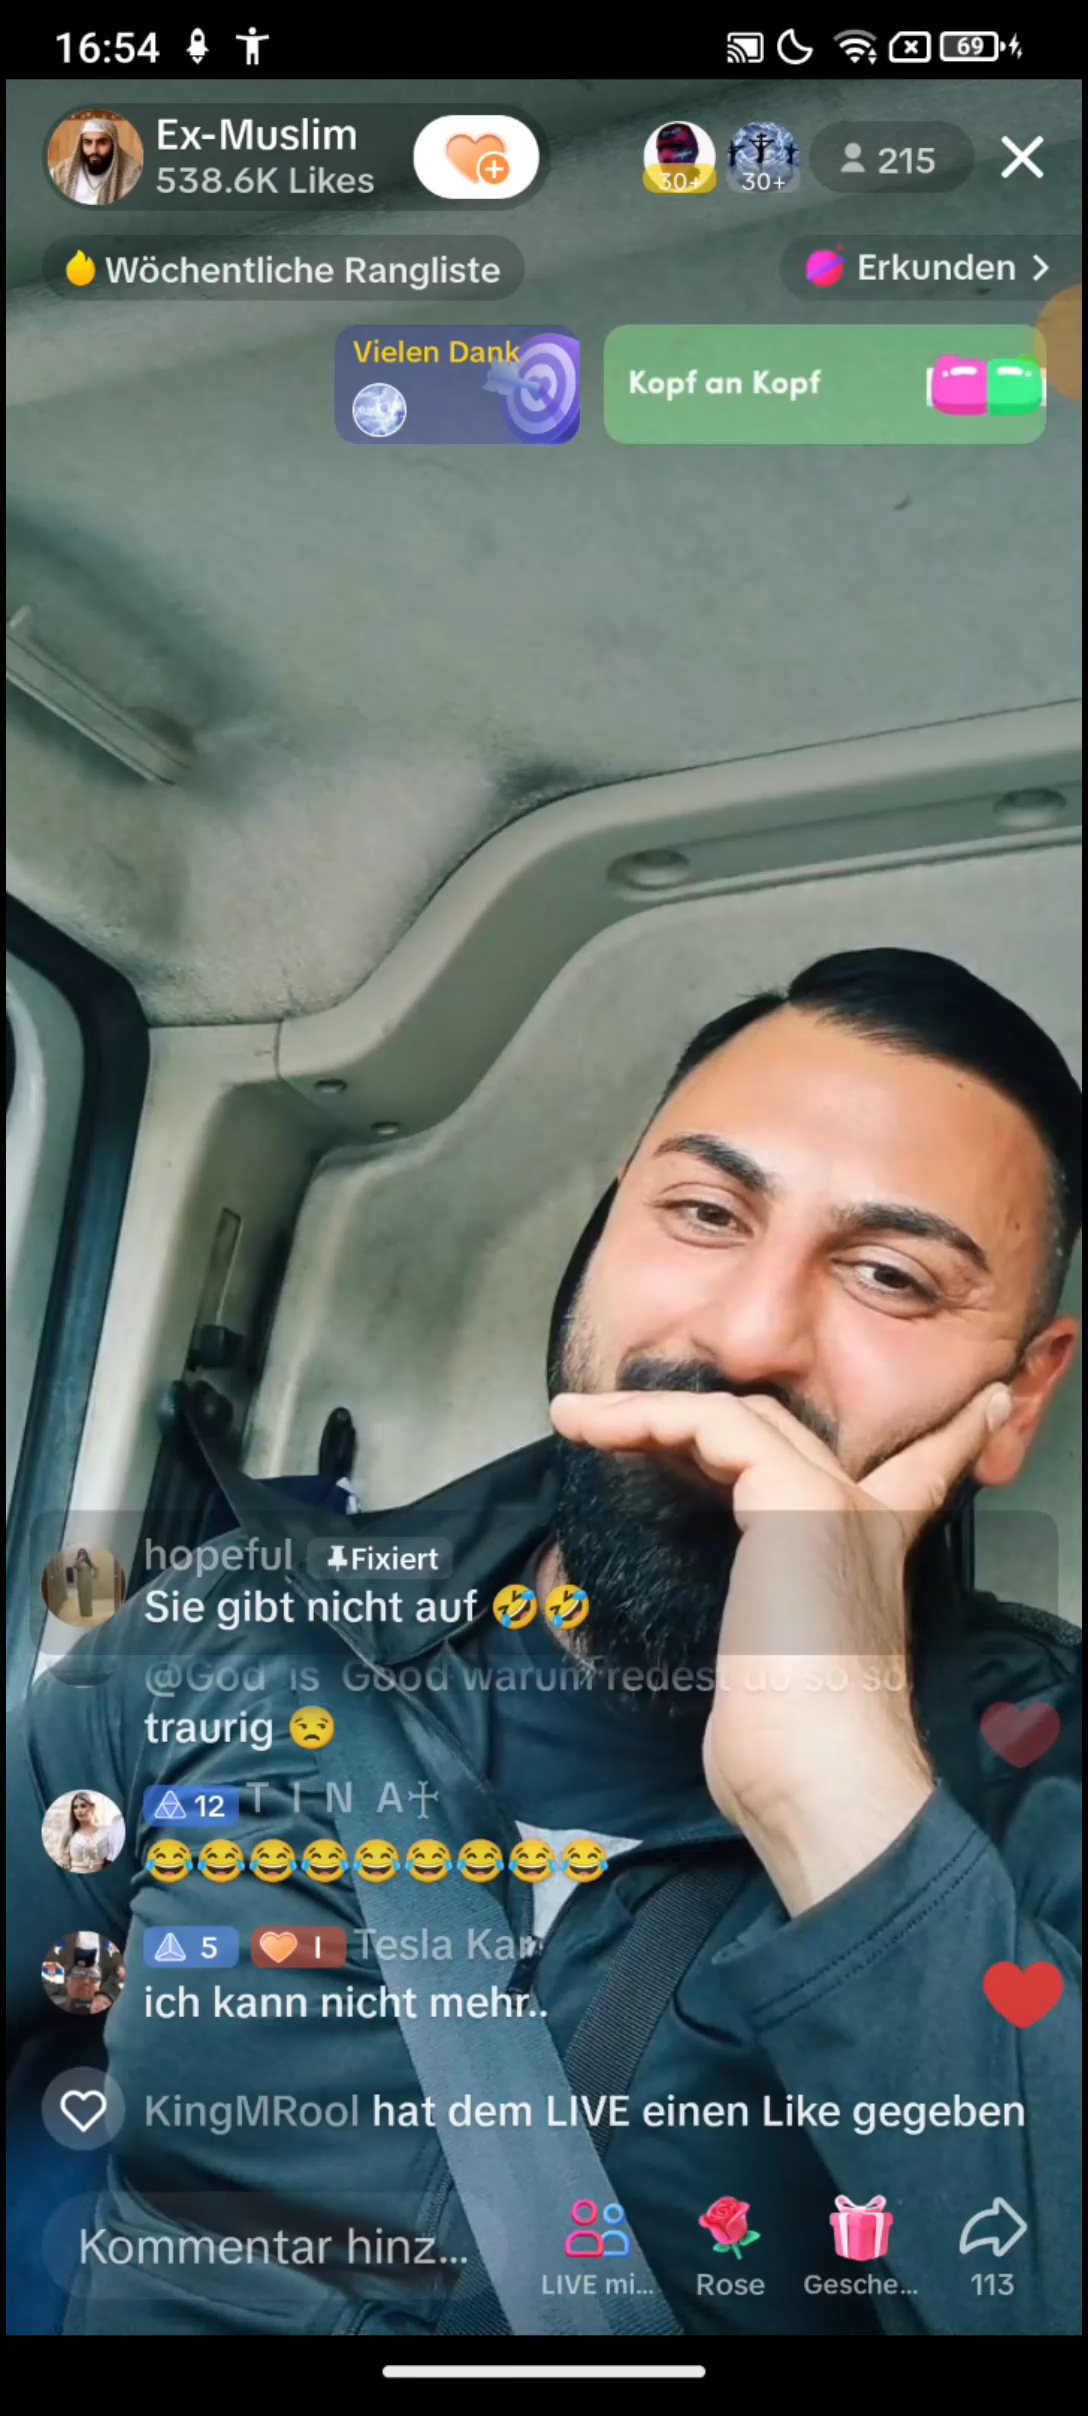 16:54
69
Ex-Muslim
538.6K Likes
30+
30+
215
Wöchentliche Rangliste
Erkunden >
Vielen Dank
Kopf an Kopf
hopeful Fixiert
Sie gibt nicht auf 🤣🤣
@God is Good warum redest du so so
traurig 😒
12 T I N A
😂😂😂😂😂😂😂😂😂
5 I Tesla Kar
ich kann nicht mehr..
KingMRool hat dem LIVE einen Like gegeben
Kommentar hinz...
LIVE mi...
Rose
Gesche...
113